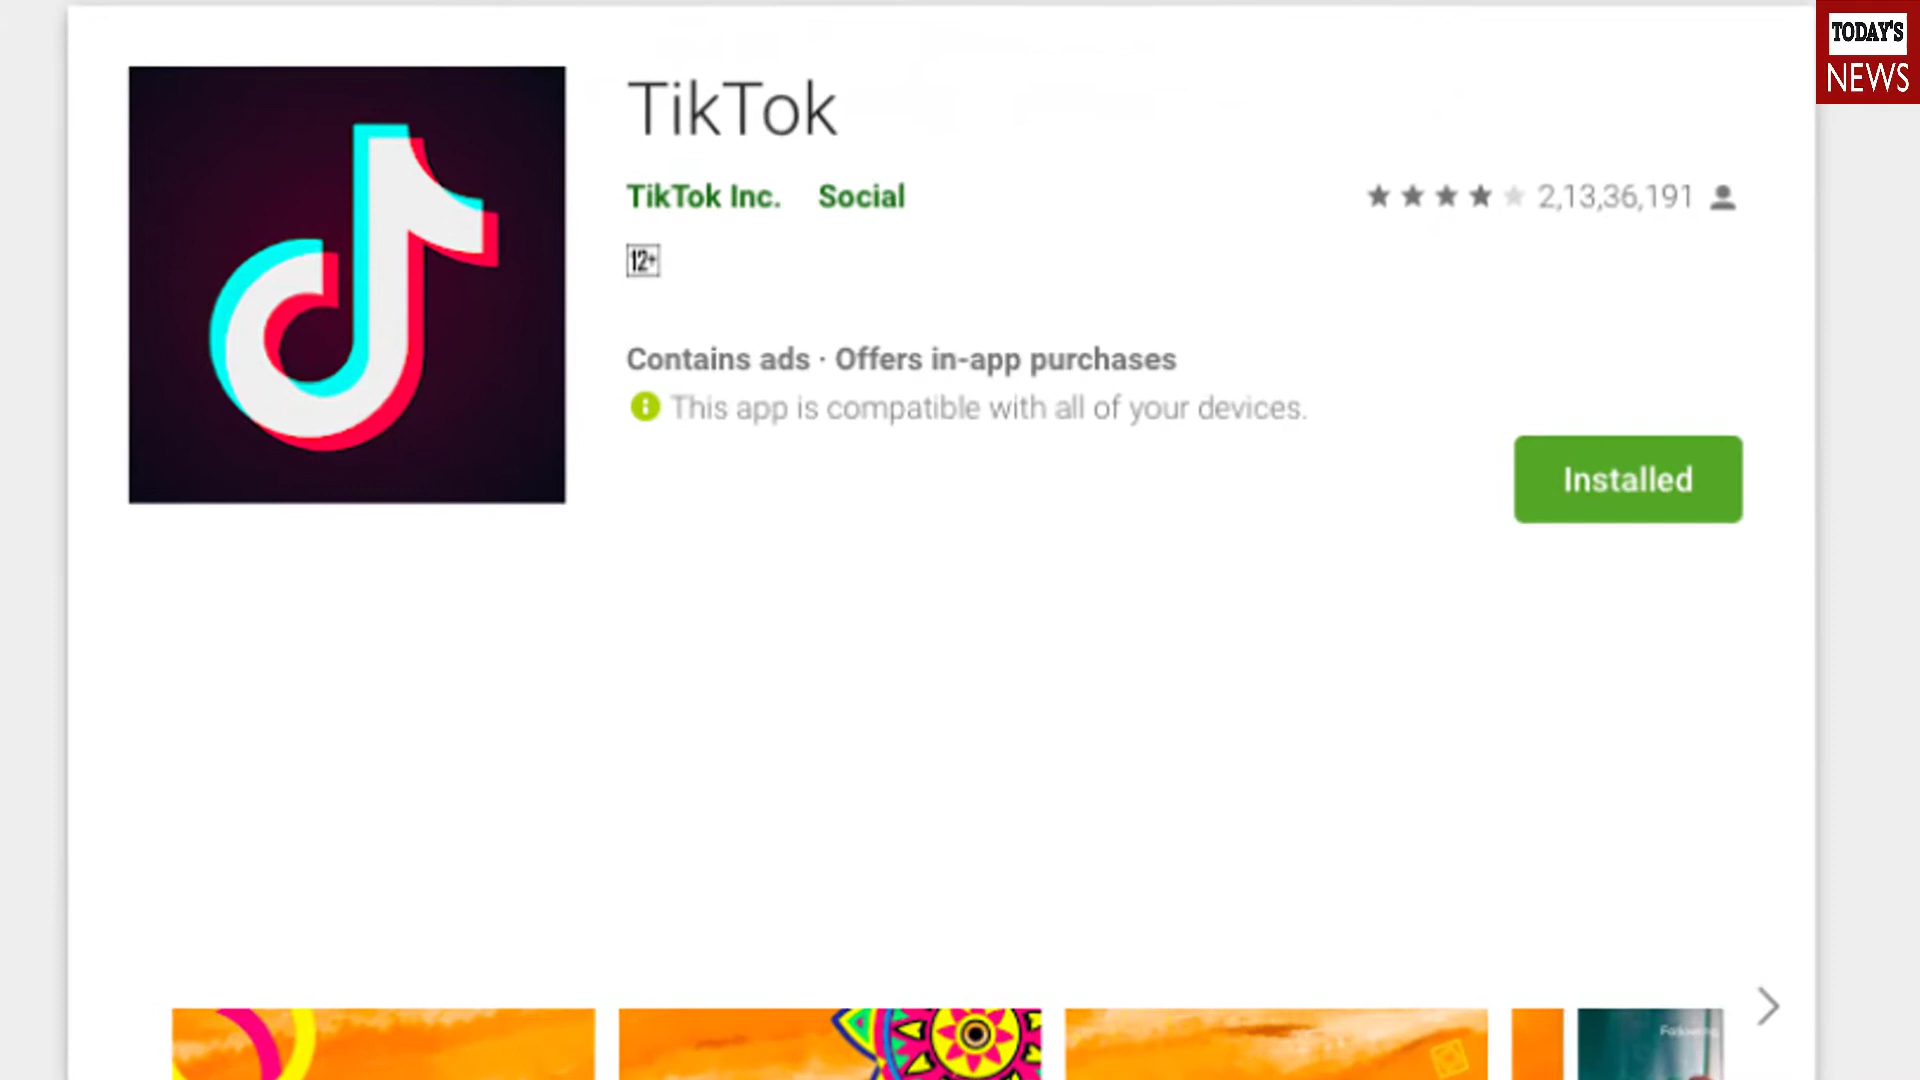 TODAY'S
NEWS
TikTok
TikTok Inc. Social
2,13,36,191
12+
Contains ads · Offers in-app purchases
This app is compatible with all of your devices.
Installed
Following